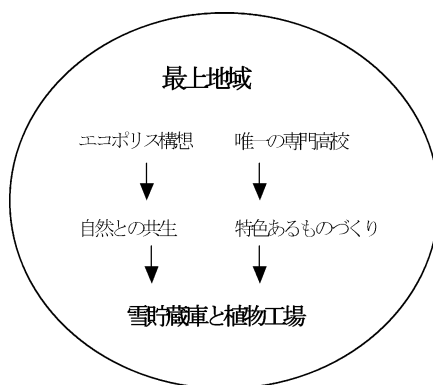 最上地域
エコポリス構想　唯一の専門高校
自然との共生　特色あるものづくり
雪貯蔵庫と植物工場